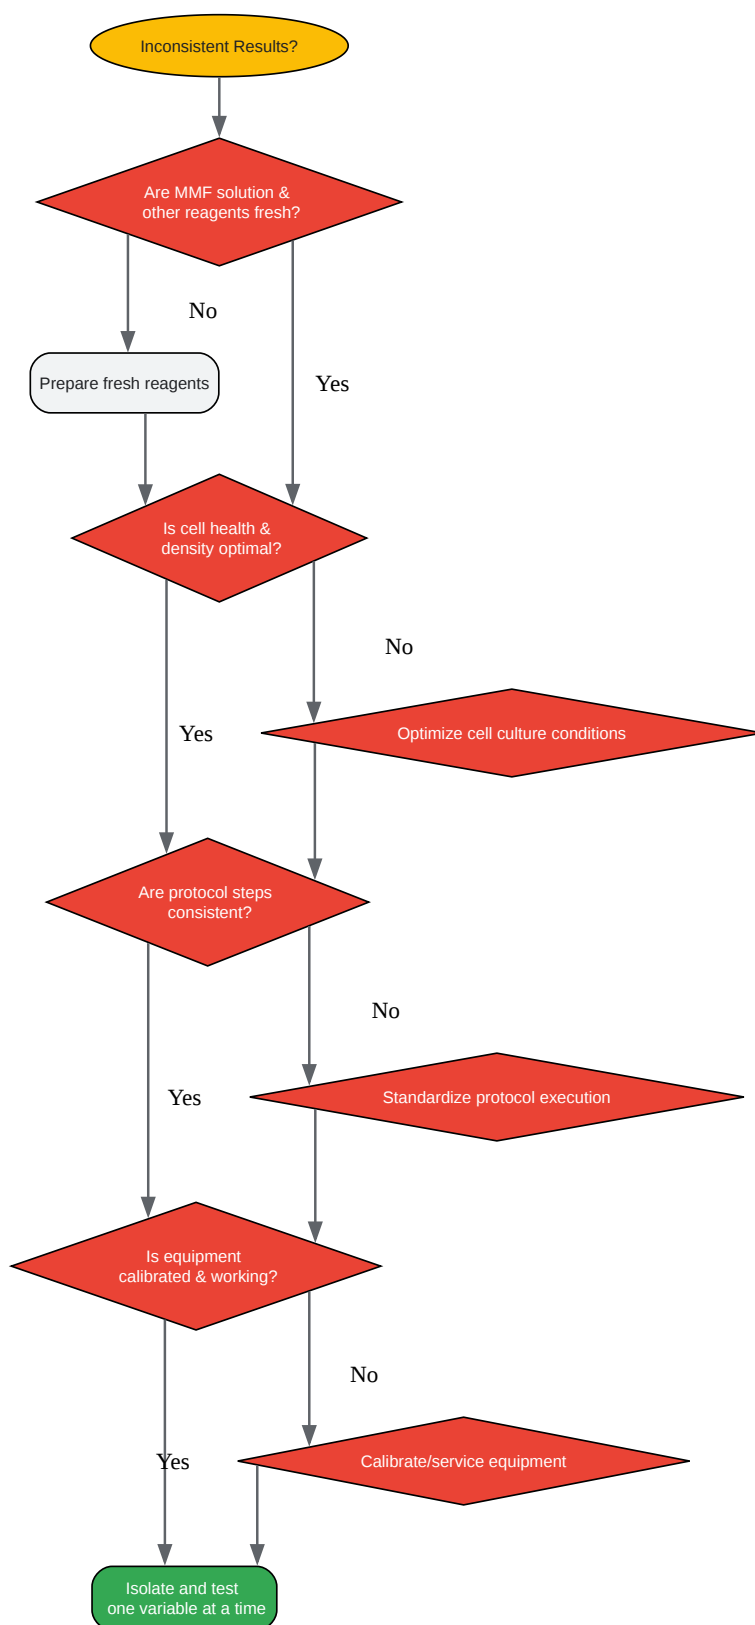 Inconsistent Results?
Are MMF solution &
other reagents fresh?
No
Yes
Prepare fresh reagents
Is cell health &
density optimal?
No
Yes
Optimize cell culture conditions
Are protocol steps
consistent?
No
Yes
Standardize protocol execution
Is equipment
calibrated & working?
No
Yes
Calibrate/service equipment
Isolate and test
one variable at a time